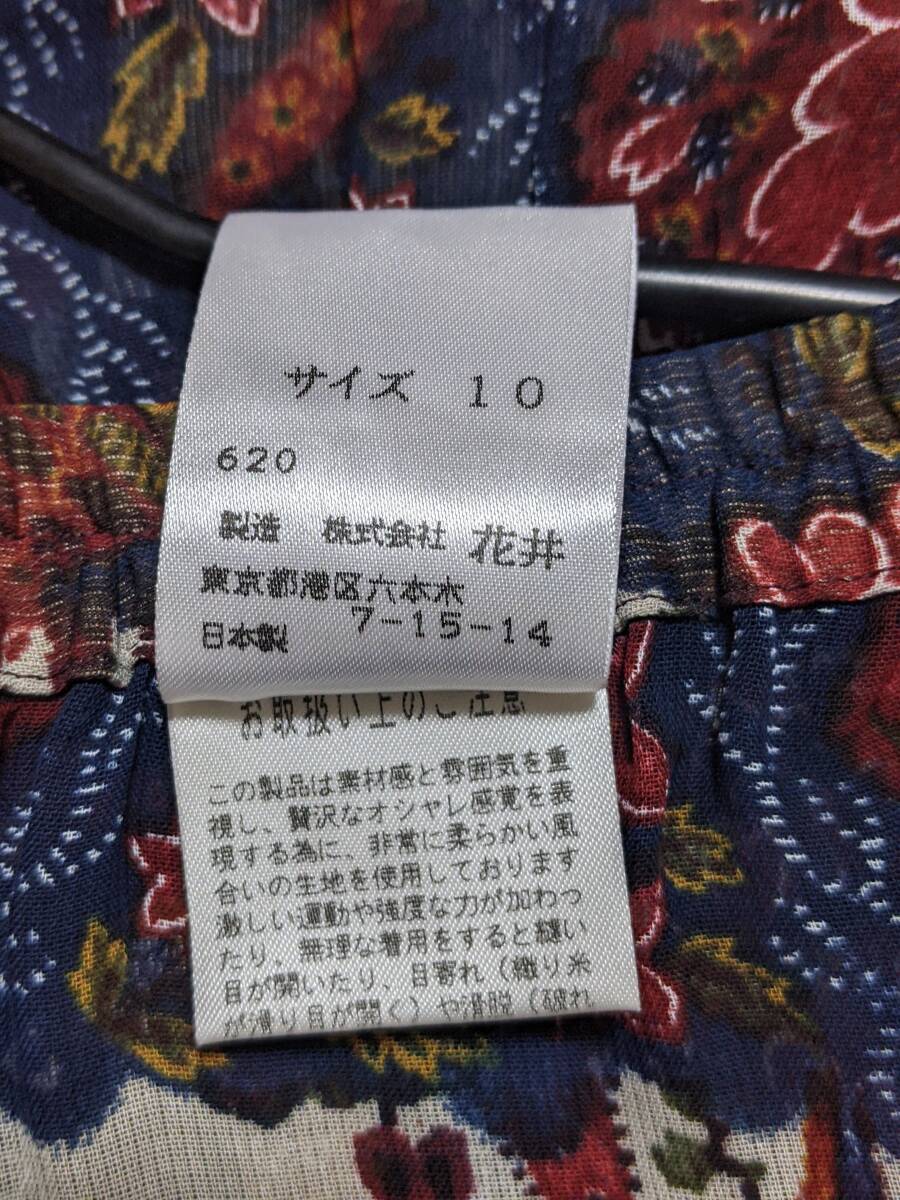 サイズ 10
620
製造 株式会社 花井
東京都港区六本木
7-15-14
日本製
お取扱い上のご注意
この製品は素材感と雰囲気を重
視し、贅沢なオシャレ感覚を表
現する為に、非常に柔らかい風
合いの生地を使用しております
激しい運動や強度な力が加わっ
たり、無理な着用をすると縫い
目が開いたり、目寄れ（織り米
が滑り目が開く）や滑脱（破れ